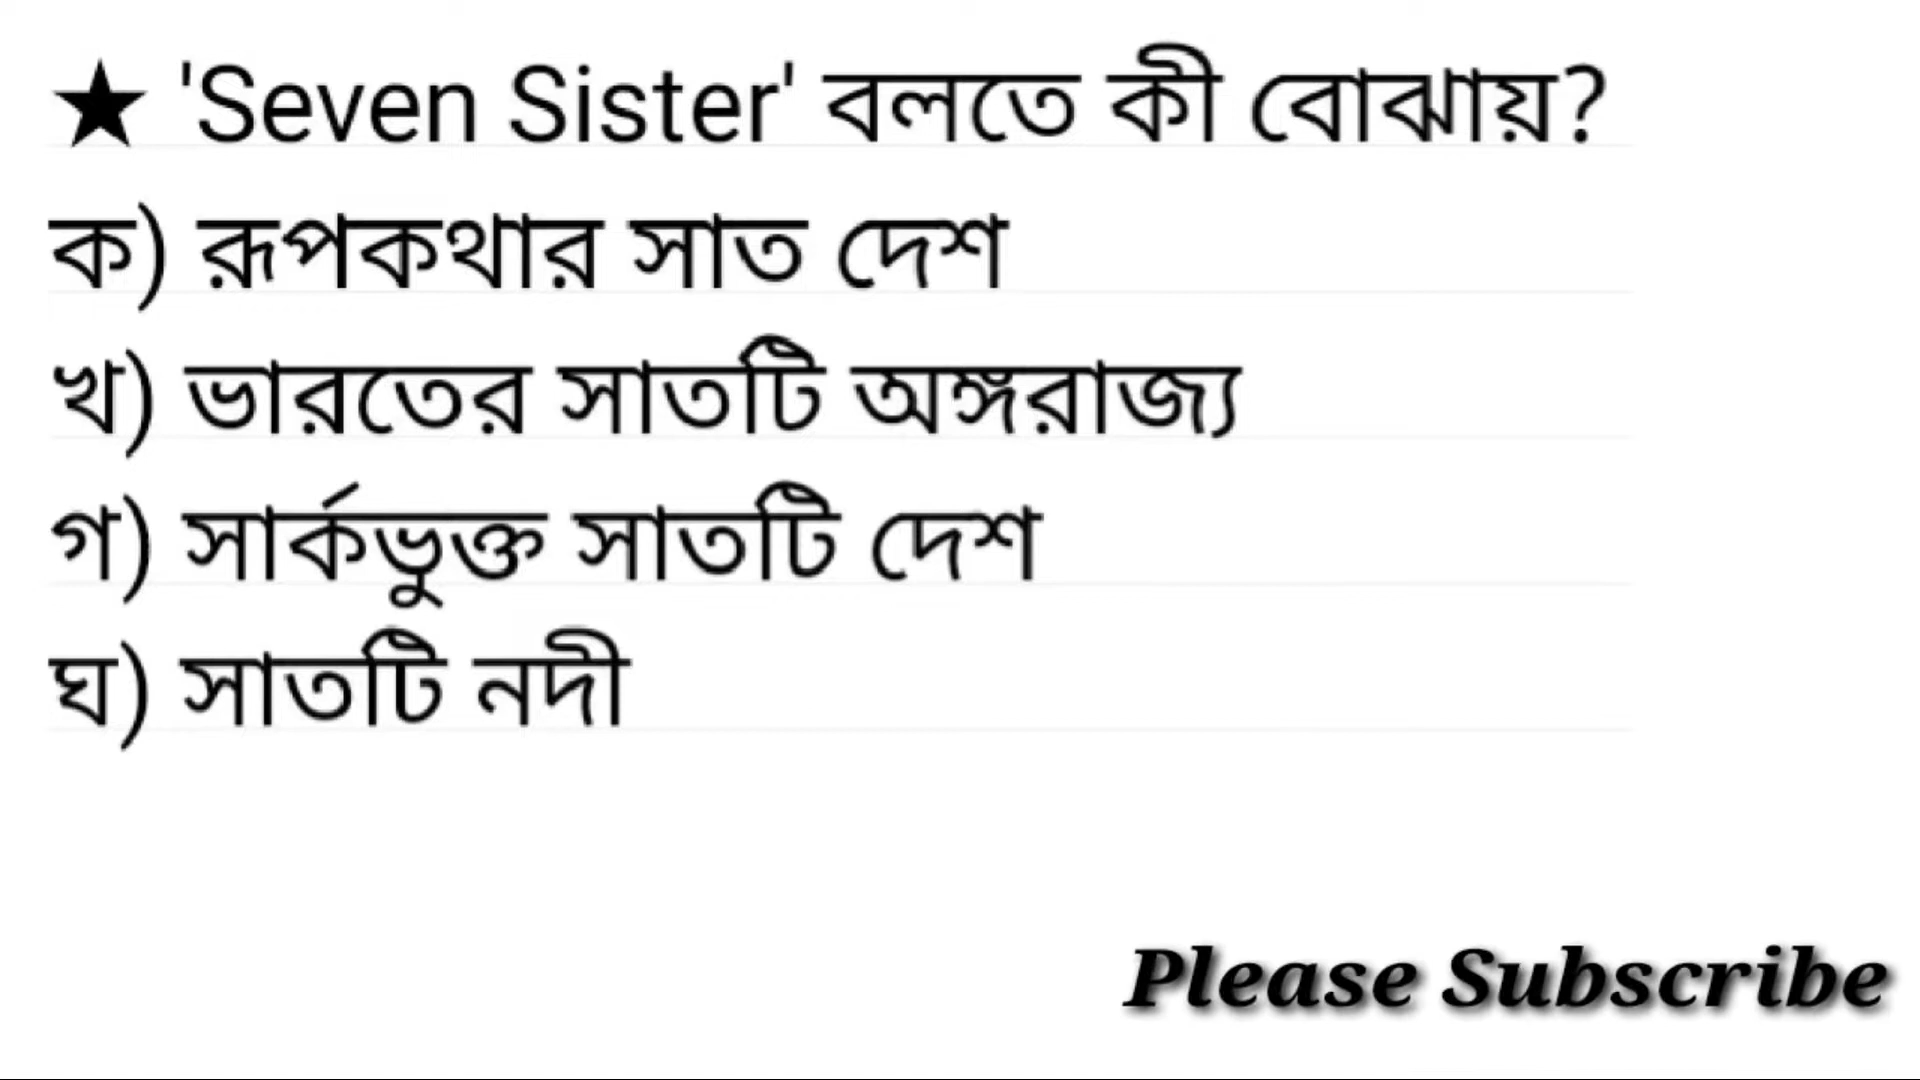 ★ 'Seven Sister' বলতে কী বোঝায়?
ক) রূপকথার সাত দেশ
খ) ভারতের সাতটি অঙ্গরাজ্য
গ) সার্কভুক্ত সাতটি দেশ
ঘ) সাতটি নদী
Please Subscribe